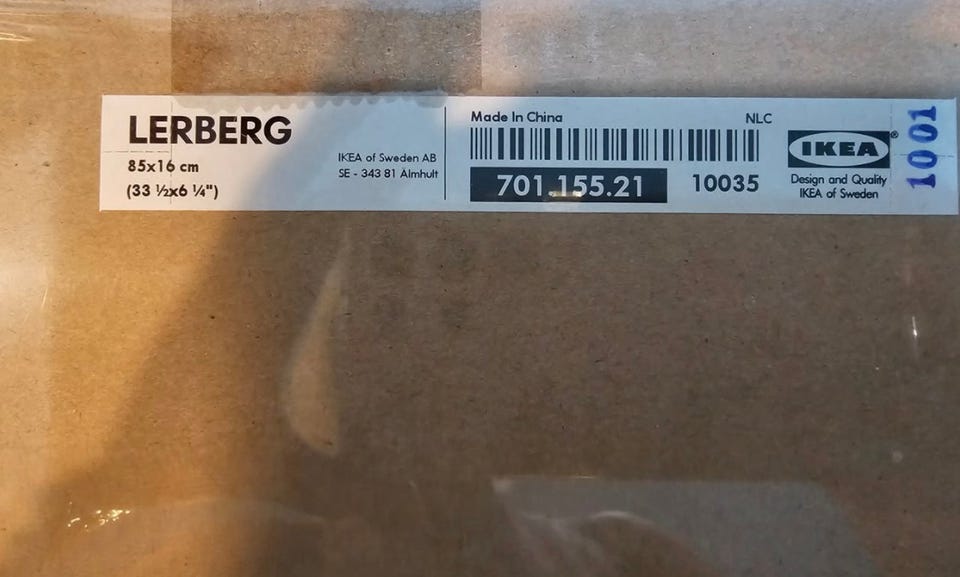 LERBERG
85x16 cm
(33 ½x6 ¼")
IKEA of Sweden AB
SE - 343 81 Älmhult
Made In China
NLC
701.155.21
10035
IKEA®
Design and Quality
IKEA of Sweden
1001